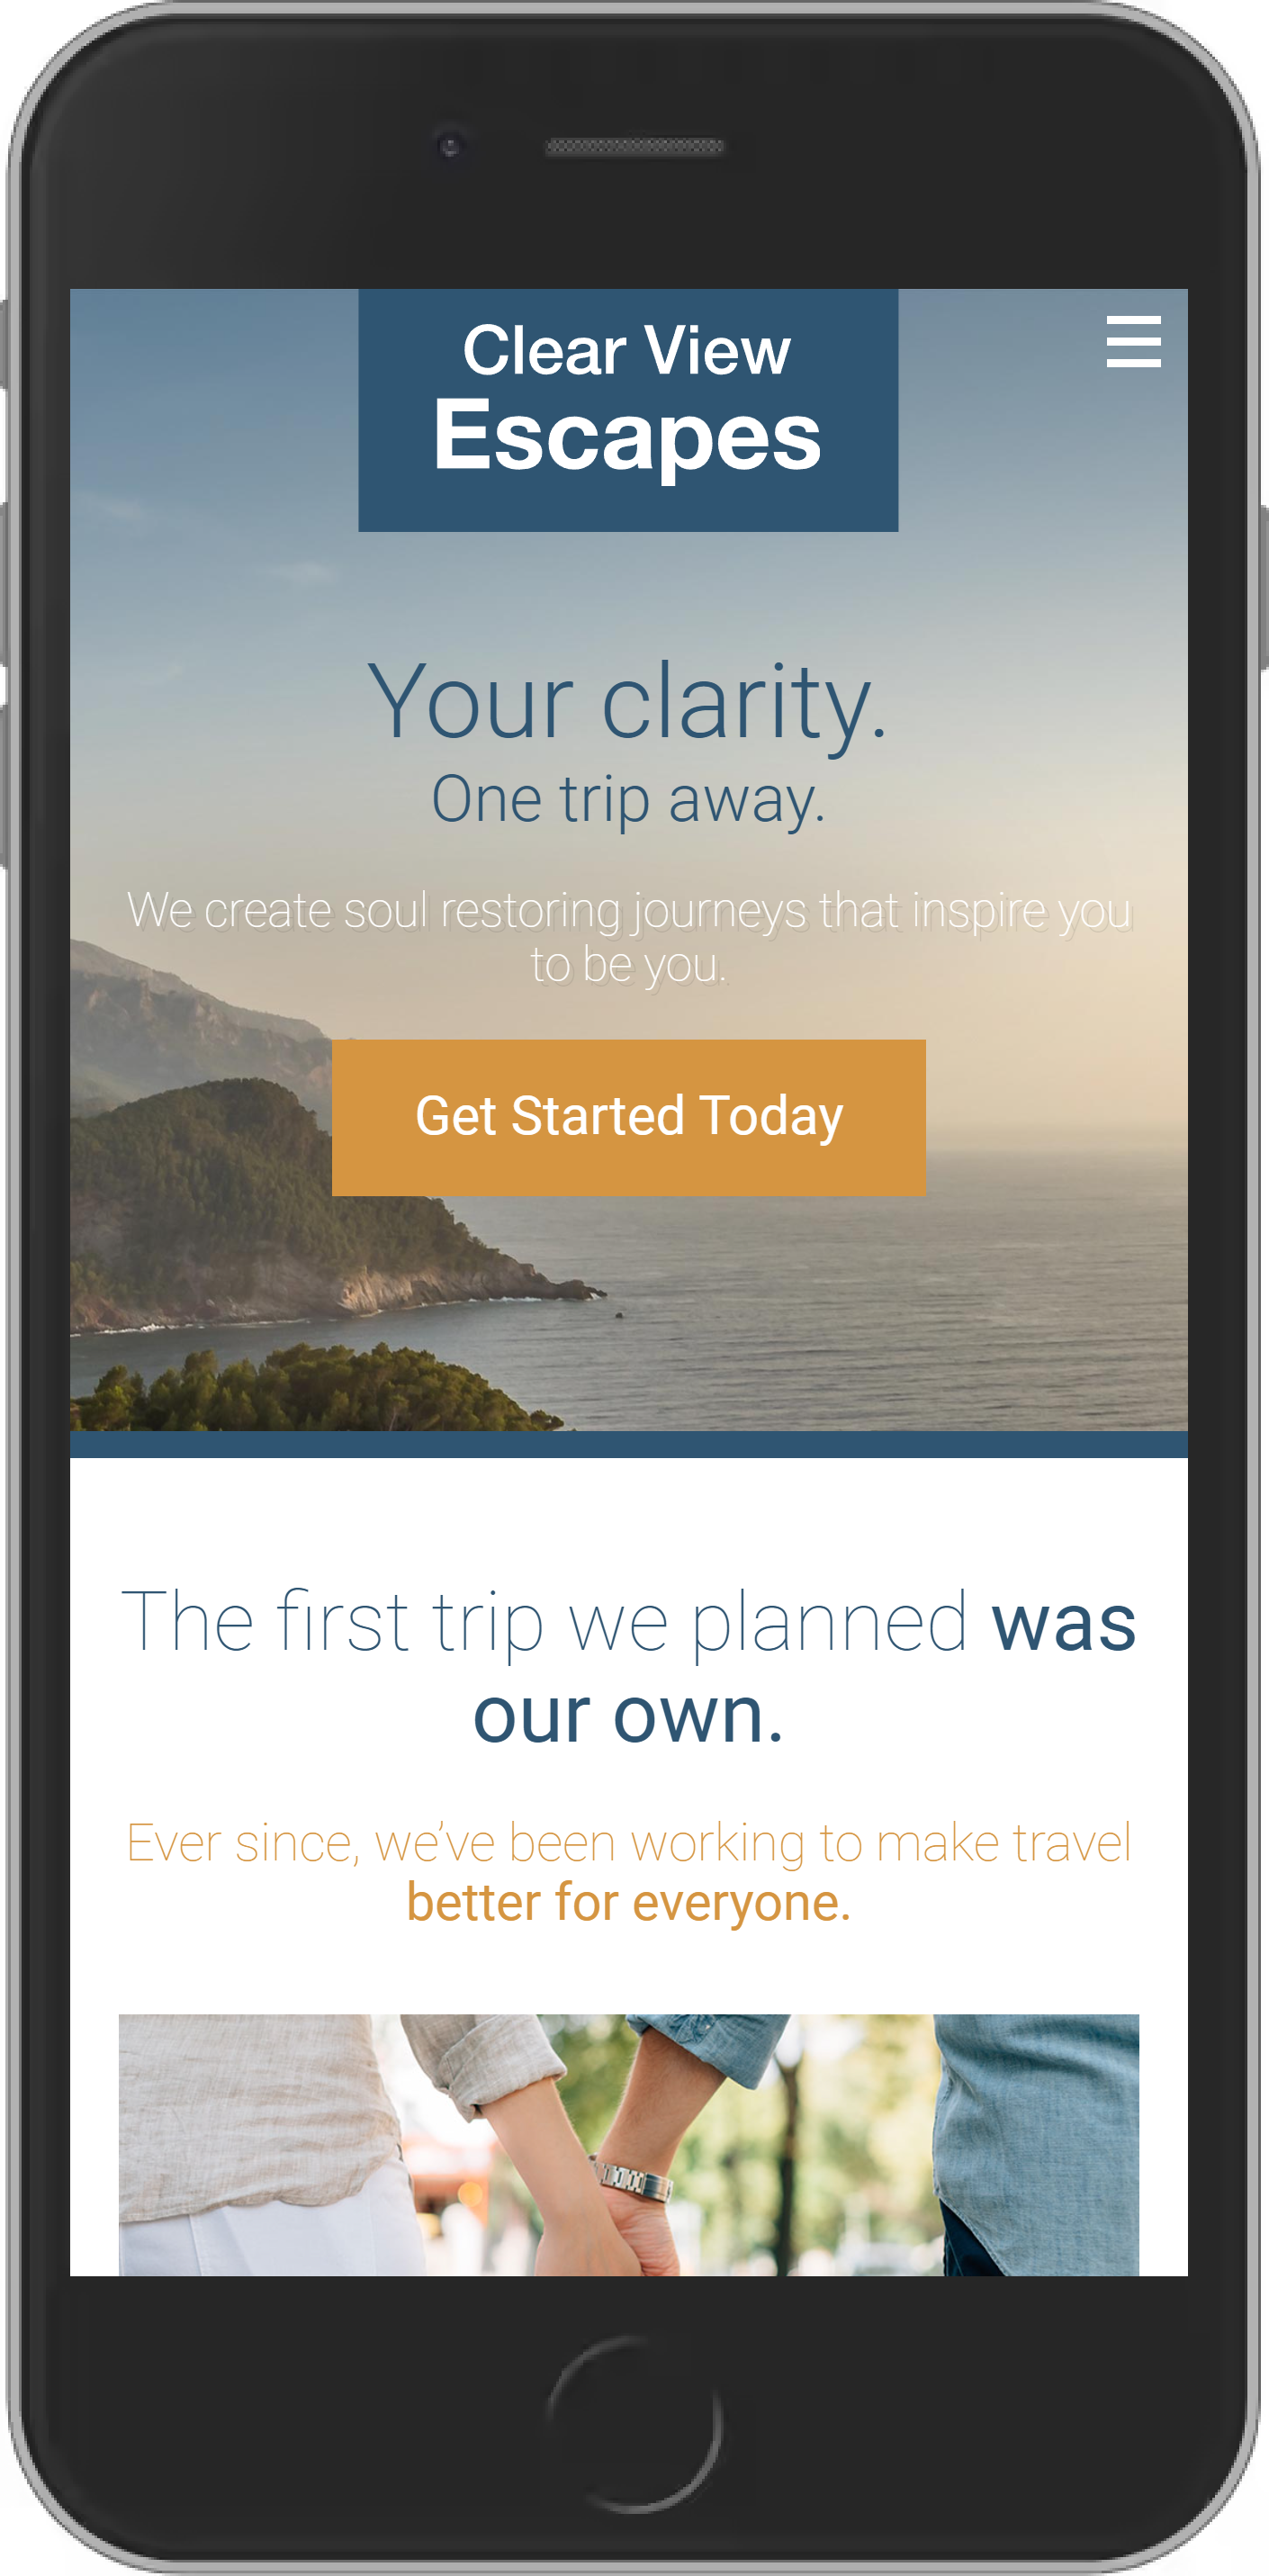 Clear View
Escapes
Your clarity.
One trip away.
We create soul restoring journeys that inspire you
to be you.
Get Started Today
The first trip we planned was
our own.
Ever since, we’ve been working to make travel
better for everyone.